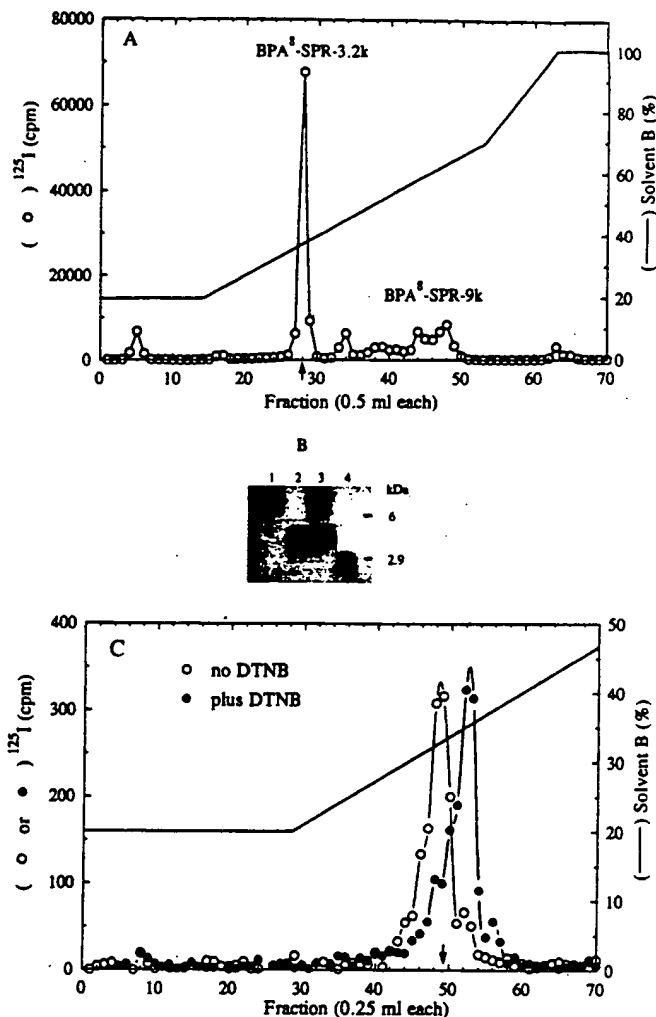 A
BPA⁸-SPR-3.2k
BPA⁸-SPR-9k
80000
60000
40000
20000
0
( o ) ¹²⁵I (cpm)
100
80
60
40
20
0
(——) Solvent B (%)
0 10 20 30 40 50 60 70
Fraction (0.5 ml each)
B
1 2 3 4 kDa
6
2.9
C
o no DTNB
● plus DTNB
400
300
200
100
0
( o or ● ) ¹²⁵I (cpm)
50
40
30
20
10
0
(——) Solvent B (%)
0 10 20 30 40 50 60 70
Fraction (0.25 ml each)